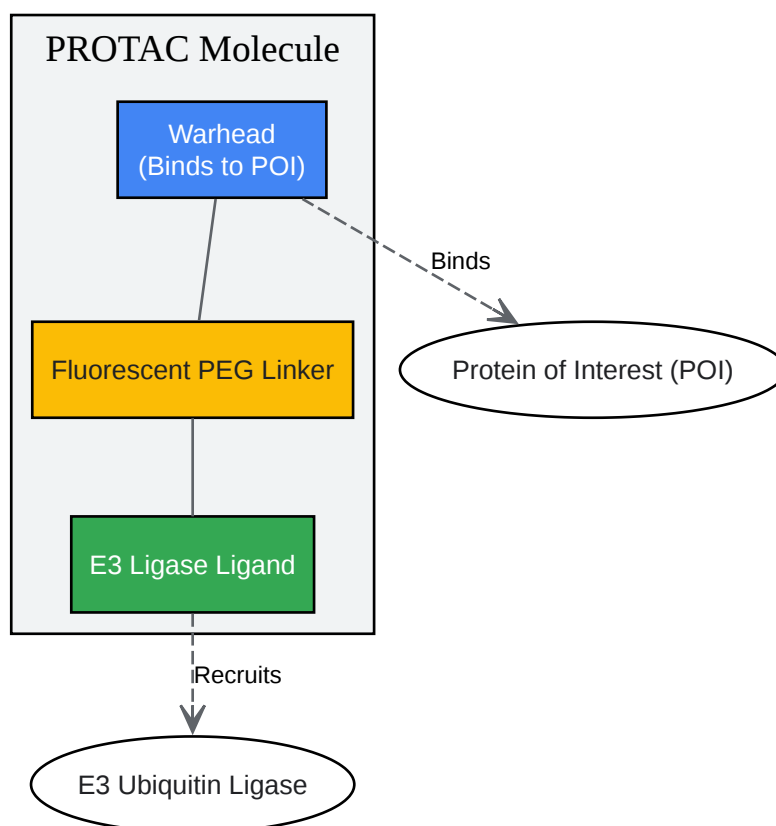 PROTAC Molecule
Warhead
(Binds to POI)
Binds
Fluorescent PEG Linker
Protein of Interest (POI)
E3 Ligase Ligand
Recruits
E3 Ubiquitin Ligase